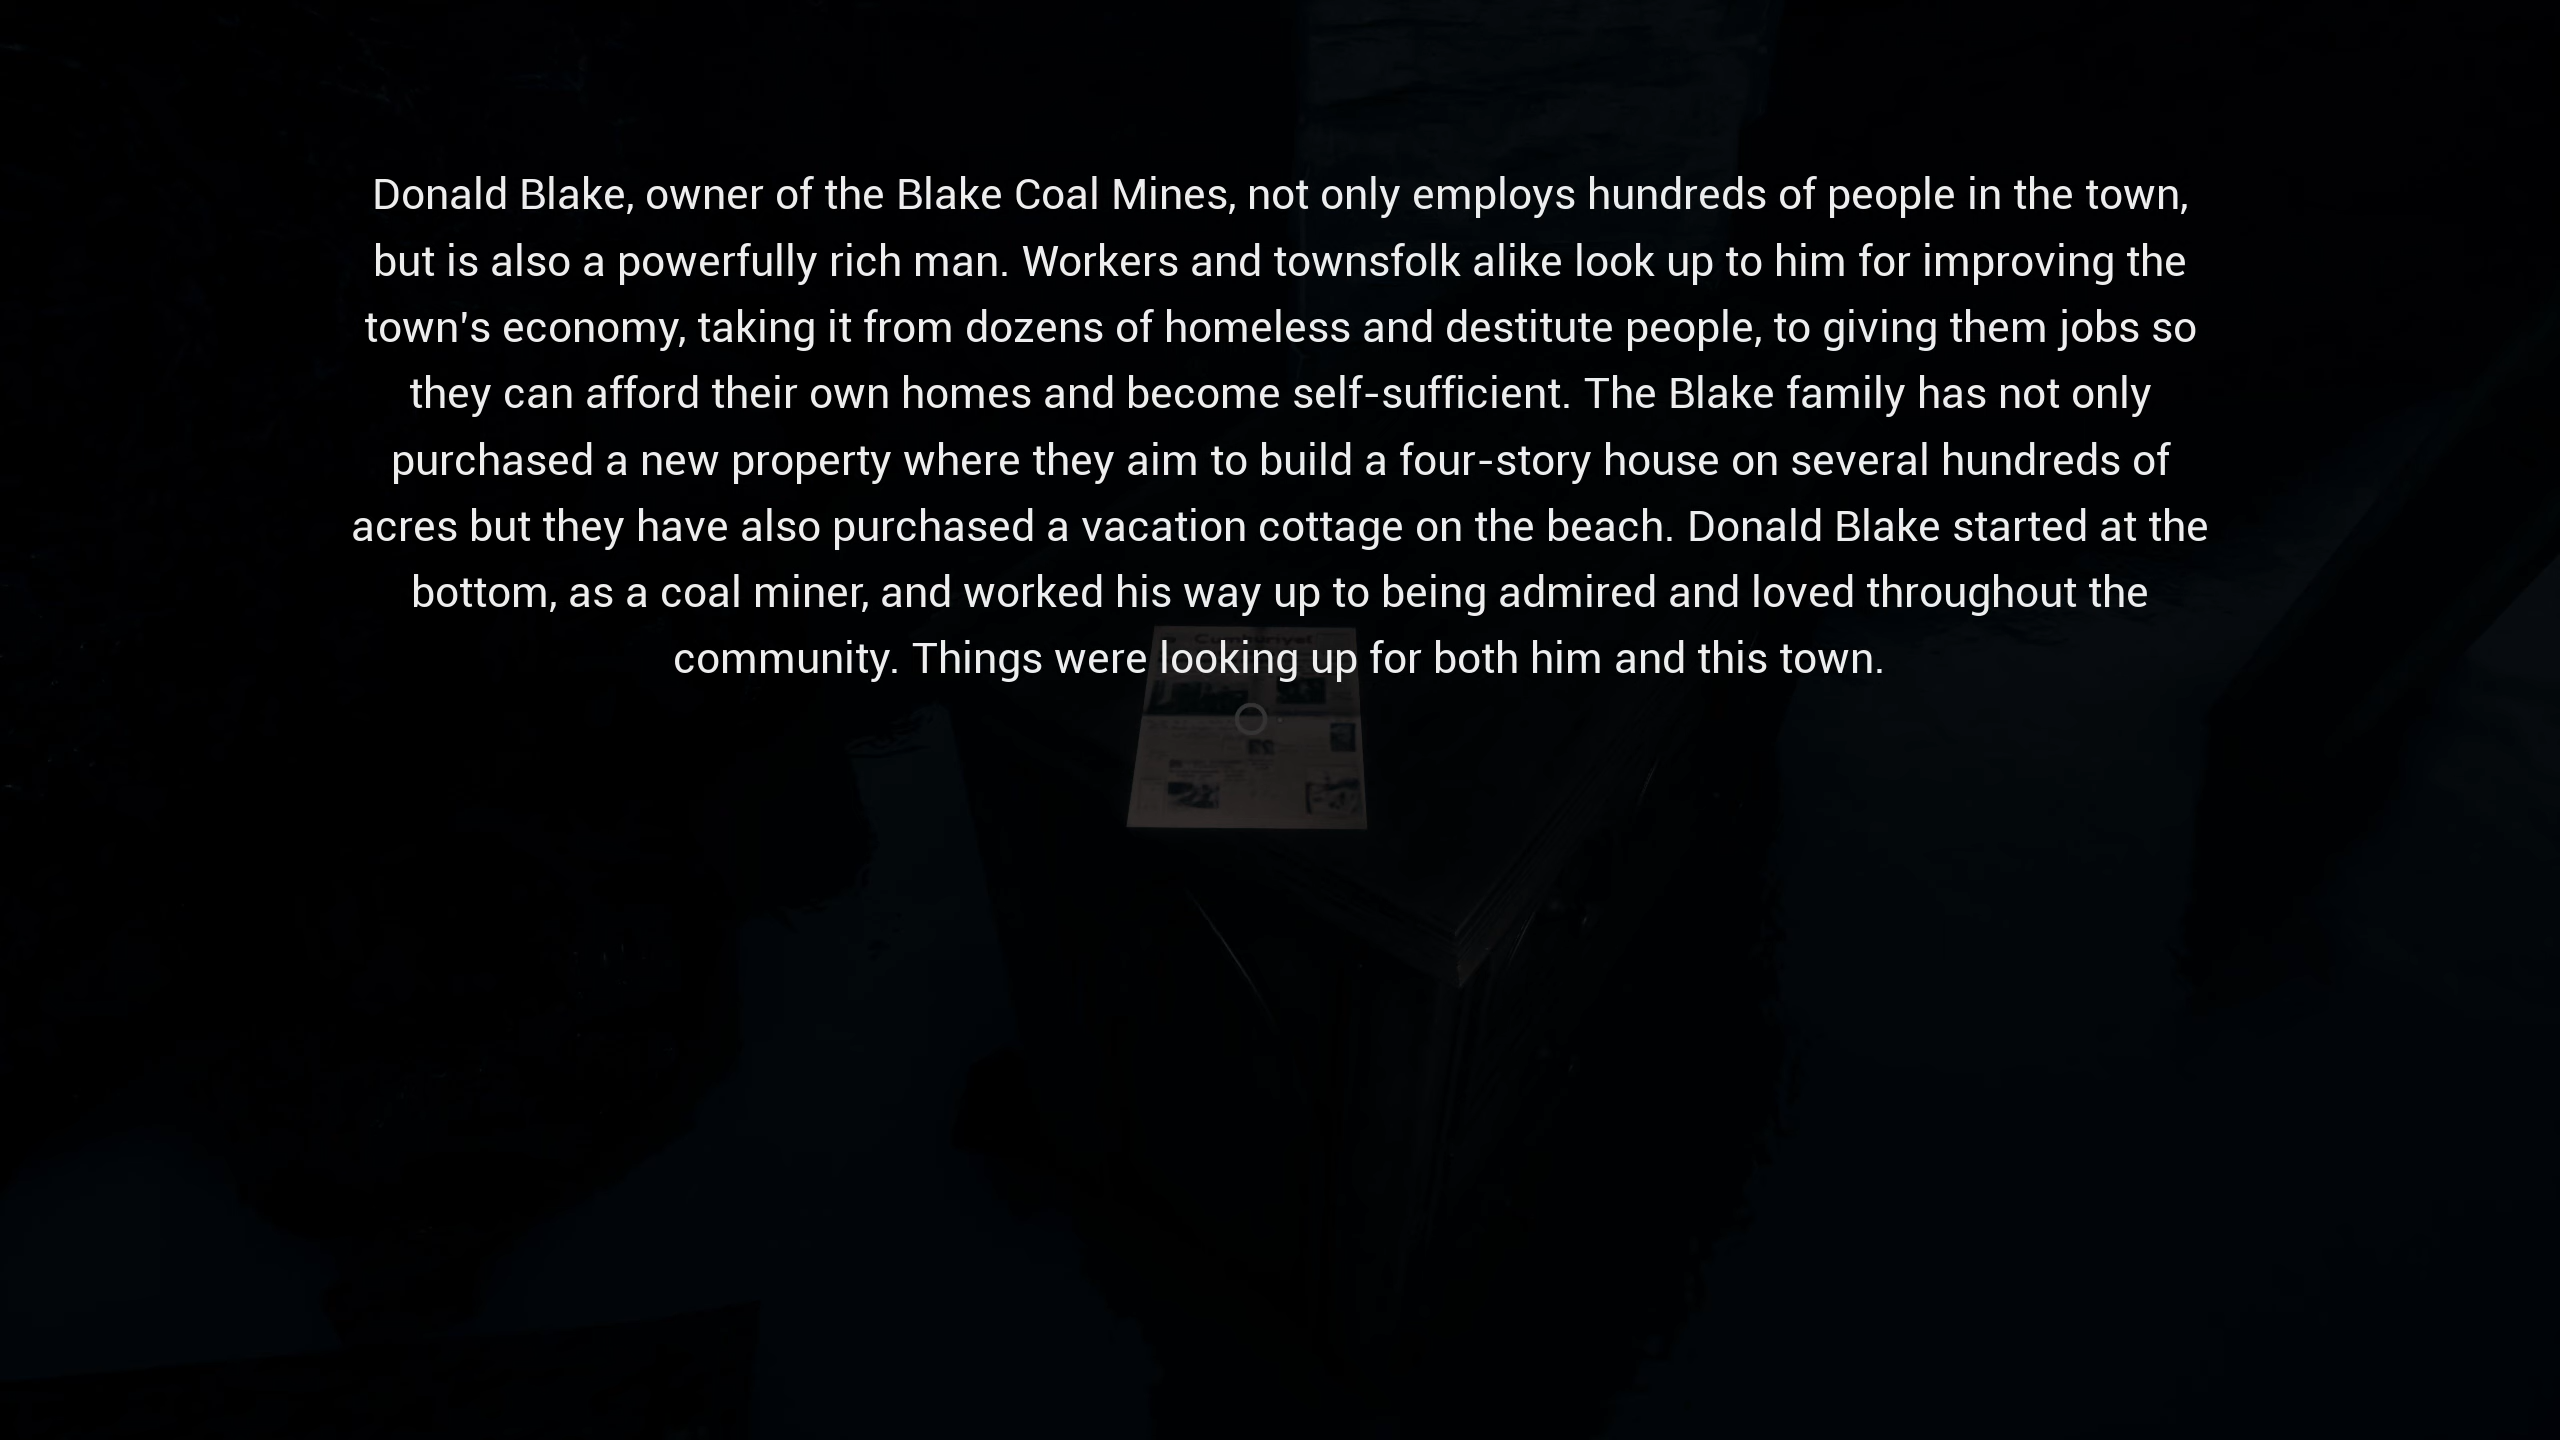 Donald Blake, owner of the Blake Coal Mines, not only employs hundreds of people in the town,
but is also a powerfully rich man. Workers and townsfolk alike look up to him for improving the
town's economy, taking it from dozens of homeless and destitute people, to giving them jobs so
they can afford their own homes and become self-sufficient. The Blake family has not only
purchased a new property where they aim to build a four-story house on several hundreds of
acres but they have also purchased a vacation cottage on the beach. Donald Blake started at the
bottom, as a coal miner, and worked his way up to being admired and loved throughout the
community. Things were looking up for both him and this town.
Cumhuriyet